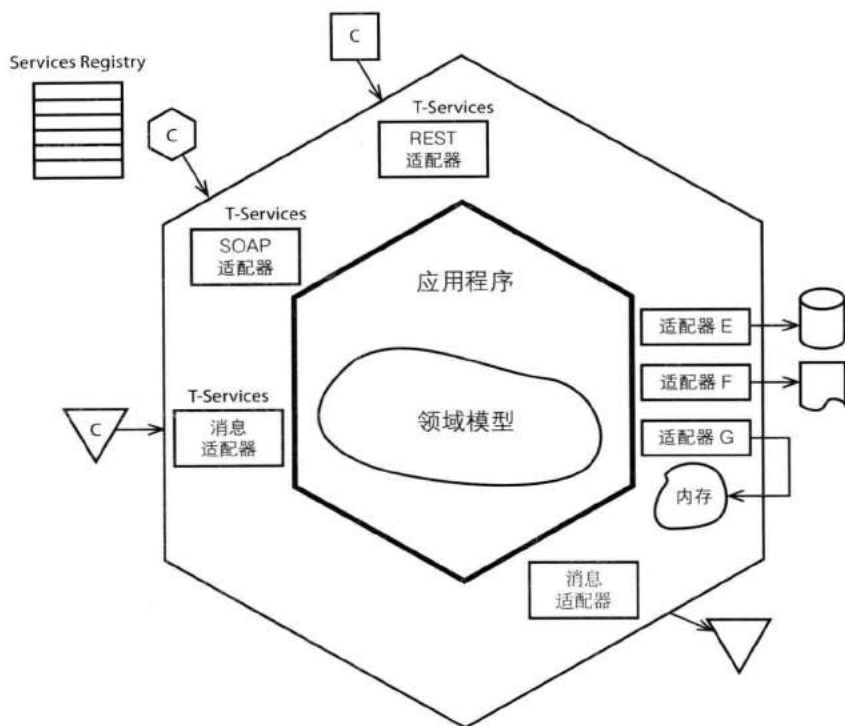 Services Registry
C
C
T-Services
REST
适配器
T-Services
SOAP
适配器
应用程序
适配器 E
适配器 F
T-Services
消息
适配器
C
领域模型
适配器 G
内存
消息
适配器